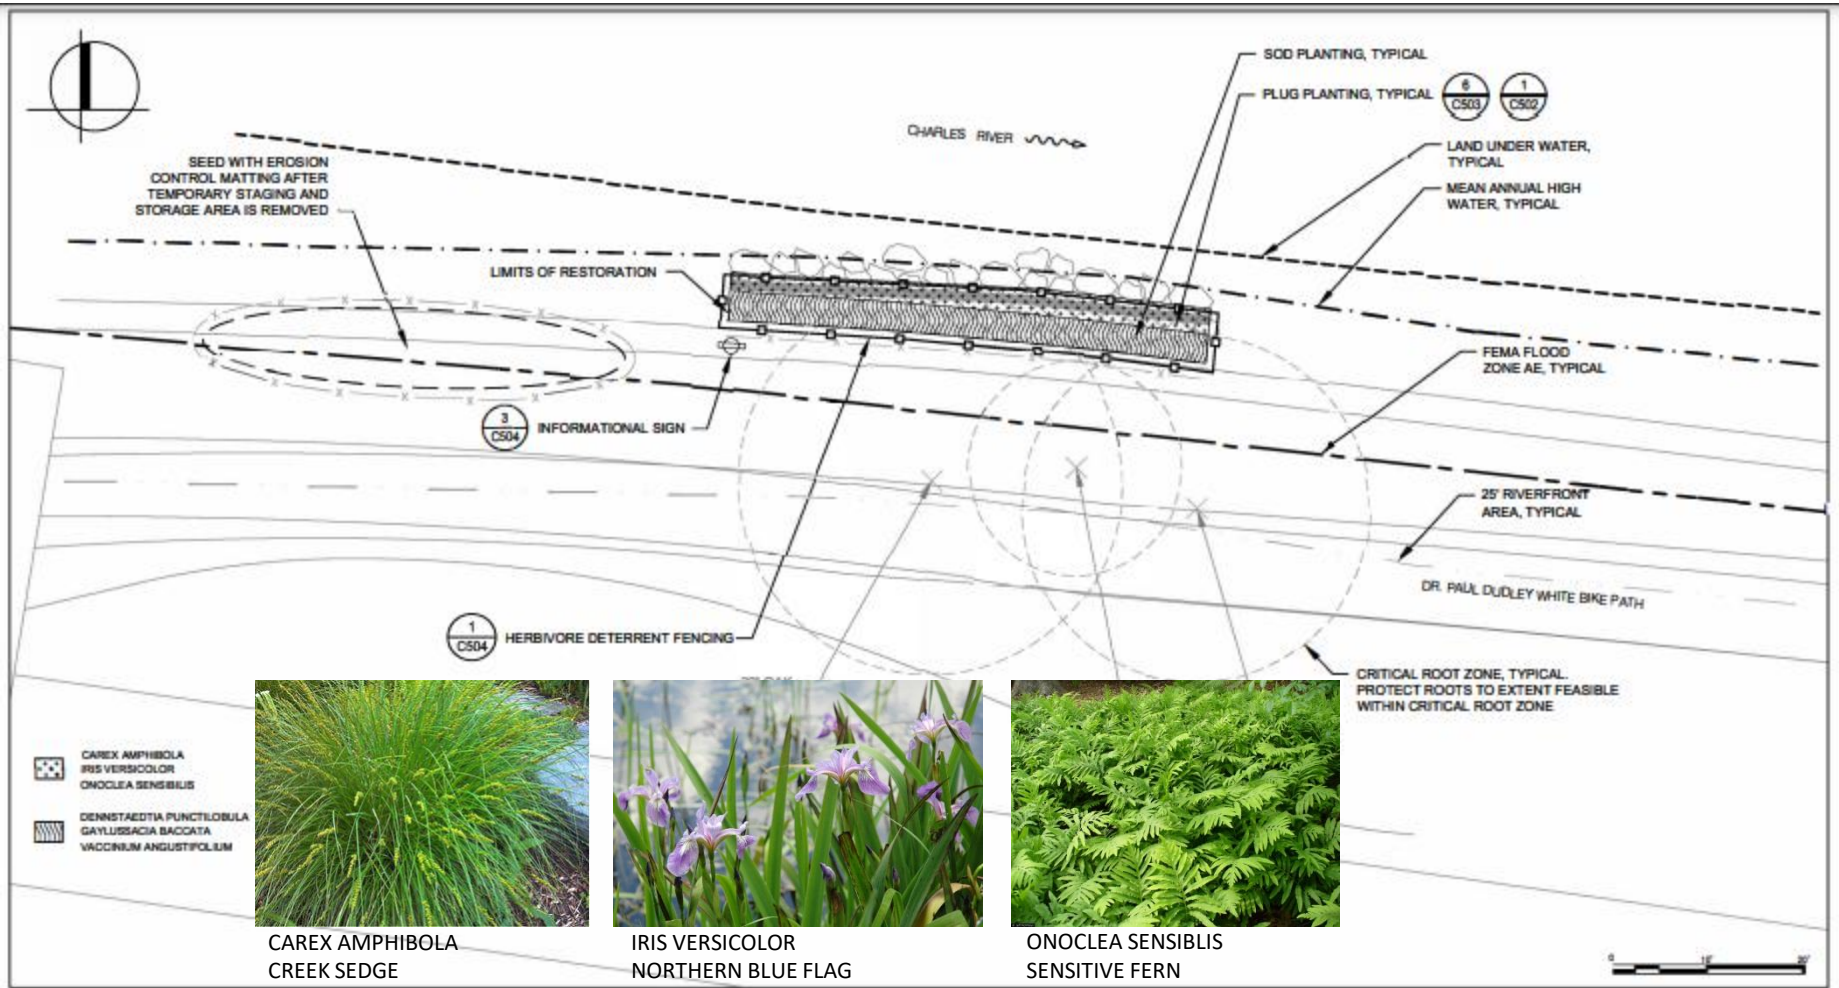 SOD PLANTING, TYPICAL
PLUG PLANTING, TYPICAL
6
C503
1
C502
CHARLES RIVER
LAND UNDER WATER,
TYPICAL
MEAN ANNUAL HIGH
WATER, TYPICAL
SEED WITH EROSION
CONTROL MATTING AFTER
TEMPORARY STAGING AND
STORAGE AREA IS REMOVED
LIMITS OF RESTORATION
FEMA FLOOD
ZONE AE, TYPICAL
3
C504
INFORMATIONAL SIGN
25' RIVERFRONT
AREA, TYPICAL
DR. PAUL DUDLEY WHITE BIKE PATH
1
C504
HERBIVORE DETERRENT FENCING
CRITICAL ROOT ZONE, TYPICAL.
PROTECT ROOTS TO EXTENT FEASIBLE
WITHIN CRITICAL ROOT ZONE
CAREX AMPHIBOLA
IRIS VERSICOLOR
ONOCLEA SENSIBILIS
DENNSTAEDTIA PUNCTILOBULA
GAYLUSSACIA BACCATA
VACCINIUM ANGUSTIFOLIUM
CAREX AMPHIBOLA
CREEK SEDGE
IRIS VERSICOLOR
NORTHERN BLUE FLAG
ONOCLEA SENSIBLIS
SENSITIVE FERN
0 10' 20'